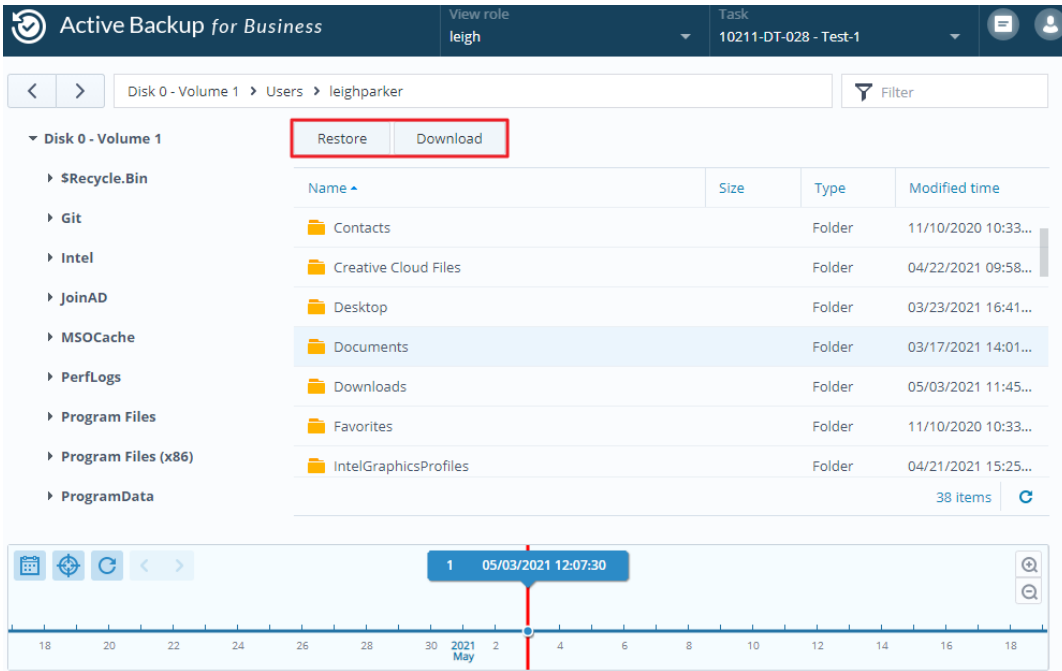 Active Backup for Business
View role
leigh
Task
10211-DT-028 - Test-1
Disk 0 - Volume 1 > Users > leighparker
Filter
Disk 0 - Volume 1
$Recycle.Bin
Git
Intel
JoinAD
MSOCache
PerfLogs
Program Files
Program Files (x86)
ProgramData
Restore Download
Name Size Type Modified time
Contacts Folder 11/10/2020 10:33...
Creative Cloud Files Folder 04/22/2021 09:58...
Desktop Folder 03/23/2021 16:41...
Documents Folder 03/17/2021 14:01...
Downloads Folder 05/03/2021 11:45...
Favorites Folder 11/10/2020 10:33...
IntelGraphicsProfiles Folder 04/21/2021 15:25...
38 items
1 05/03/2021 12:07:30
18 20 22 24 26 28 30 2021 2 4 6 8 10 12 14 16 18
May